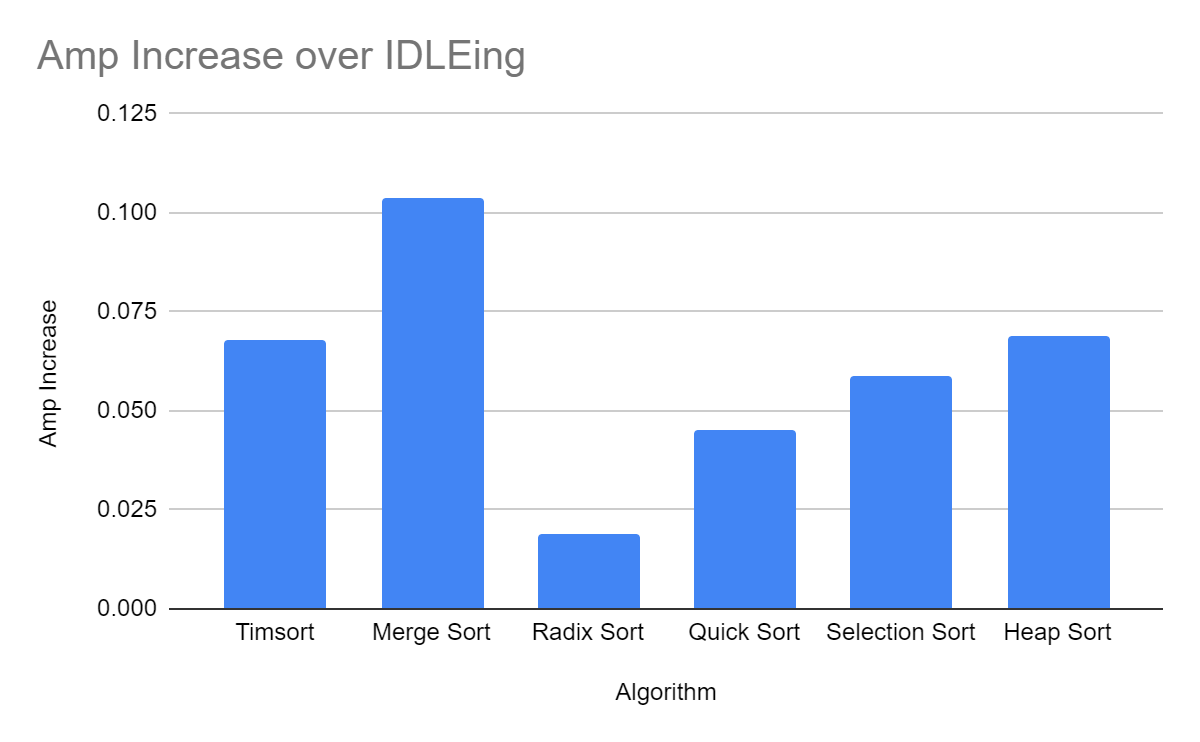 Amp Increase over IDLEing
0.125
0.100
0.075
0.050
0.025
0.000
Amp Increase
Timsort Merge Sort Radix Sort Quick Sort Selection Sort Heap Sort
Algorithm